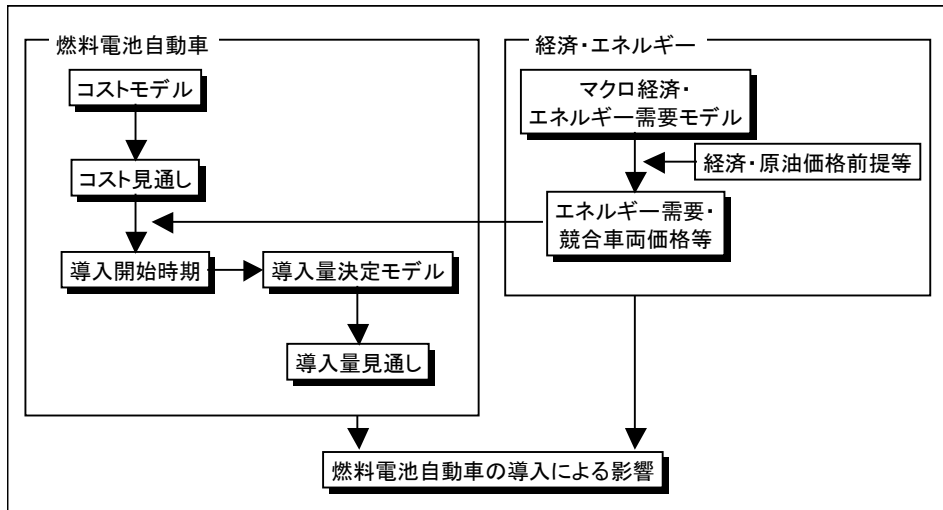 燃料電池自動車
コストモデル
コスト見通し
導入開始時期
導入量決定モデル
導入量見通し
経済・エネルギー
マクロ経済・
エネルギー需要モデル
経済・原油価格前提等
エネルギー需要・
競合車両価格等
燃料電池自動車の導入による影響